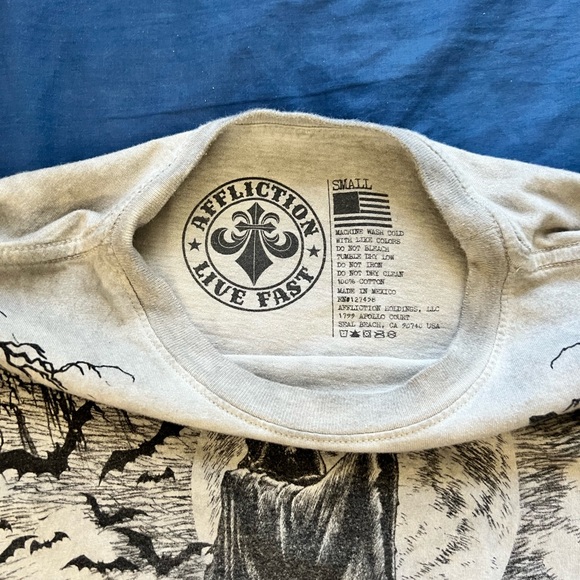 AFFLICTION
LIVE FAST
SMALL
MACHINE WASH COLD
WITH LIKE COLORS
DO NOT BLEACH
TUMBLE DRY LOW
DO NOT IRON
DO NOT DRY CLEAN
100% COTTON
MADE IN MEXICO
RN#127498
AFFLICTION HOLDINGS, LLC
1799 APOLLO COURT
SEAL BEACH, CA 90740 USA